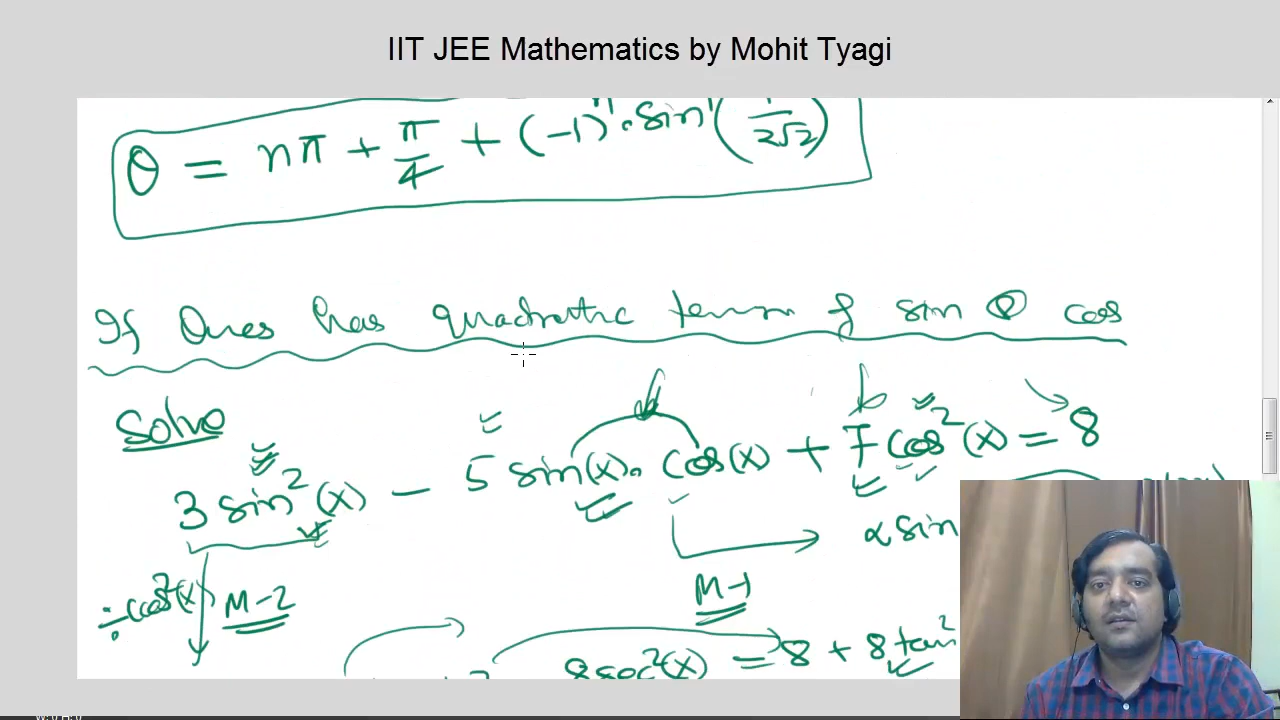 IIT JEE Mathematics by Mohit Tyagi
θ = nπ + π/4 + (-1)ⁿ · sin⁻¹(1/2√2)
If Ques has quadratic terms of sin & cos
Solve
3 sin²(x) - 5 sin(x) · cos(x) + 7 cos²(x) = 8
α sin
÷ cos²(x) M-2
M-1
8 sec²(x) = 8 + 8 tan²